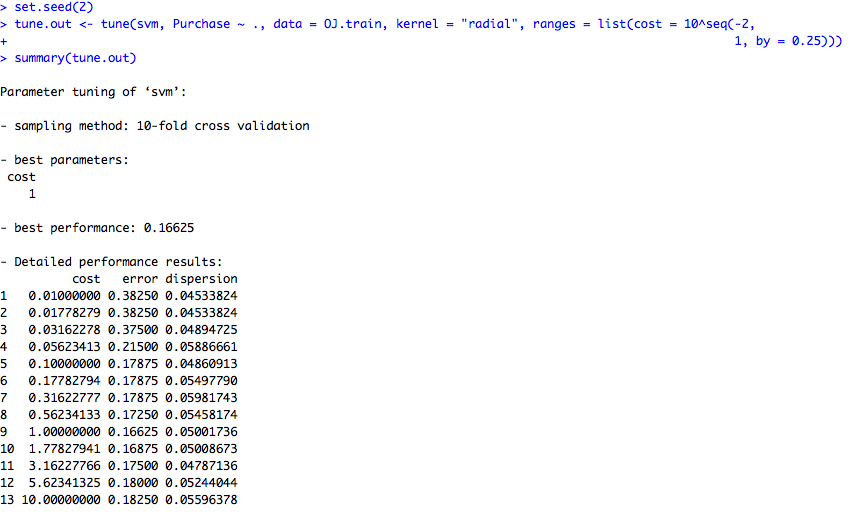 > set.seed(2)
> tune.out <- tune(svm, Purchase ~ ., data = OJ.train, kernel = "radial", ranges = list(cost = 10^seq(-2,
+                                                                                                      1, by = 0.25)))
> summary(tune.out)

Parameter tuning of ‘svm’:

- sampling method: 10-fold cross validation

- best parameters:
 cost
    1

- best performance: 0.16625

- Detailed performance results:
          cost   error dispersion
1   0.01000000 0.38250 0.04533824
2   0.01778279 0.38250 0.04533824
3   0.03162278 0.37500 0.04894725
4   0.05623413 0.21500 0.05886661
5   0.10000000 0.17875 0.04860913
6   0.17782794 0.17875 0.05497790
7   0.31622777 0.17875 0.05981743
8   0.56234133 0.17250 0.05458174
9   1.00000000 0.16625 0.05001736
10  1.77827941 0.16875 0.05008673
11  3.16227766 0.17500 0.04787136
12  5.62341325 0.18000 0.05244044
13 10.00000000 0.18250 0.05596378